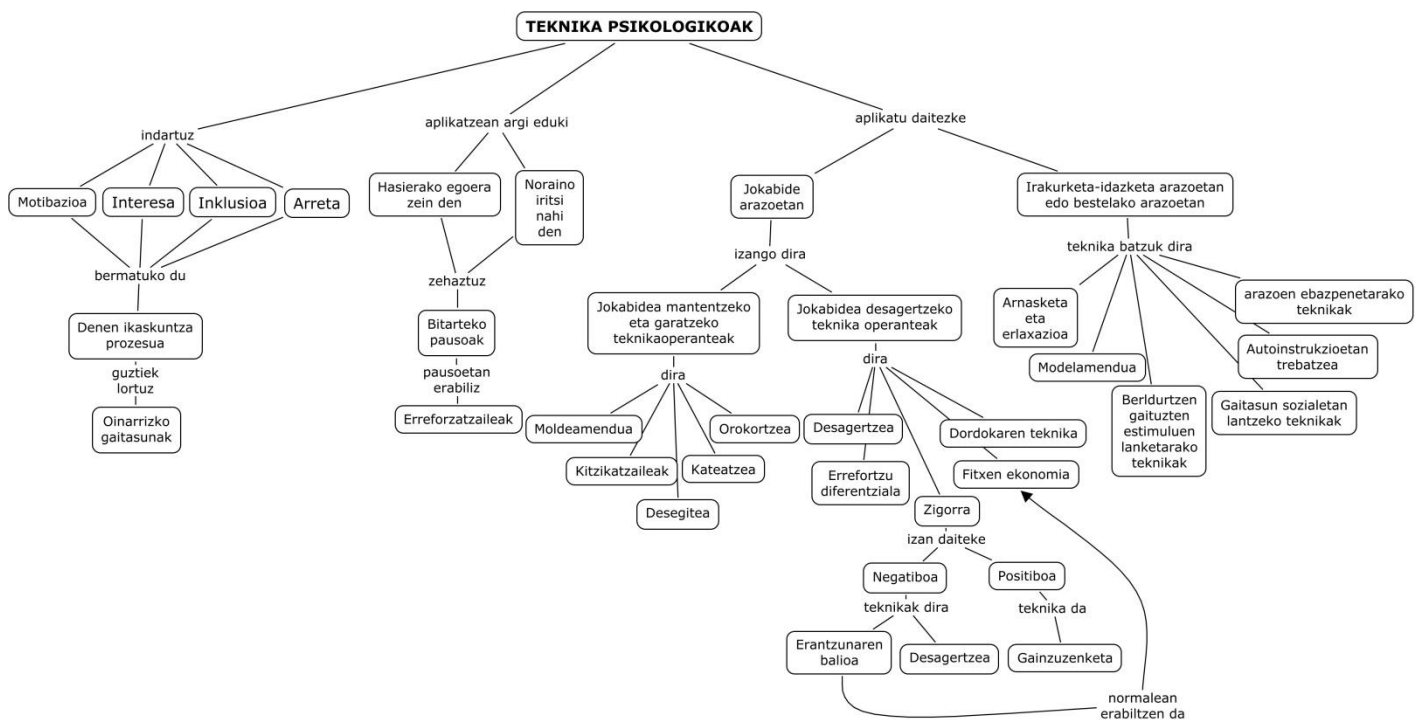 TEKNIKA PSIKOLOGIKOAK
indartuz
aplikatzean argi eduki
aplikatu daitezke
Motibazioa
Interesa
Inklusioa
Arreta
Hasierako egoera
zein den
Noraino
iritsi
nahi
den
Jokabide
arazoetan
Irakurketa-idazketa arazoetan
edo bestelako arazoetan
bermatuko du
zehaztuz
izango dira
teknika batzuk dira
Denen ikaskuntza
prozesua
guztiek
lortuz
Oinarrizko
gaitasunak
Bitarteko
pausoak
pausoetan
erabiliz
Erreforzatzaileak
Jokabidea mantentzeko
eta garatzeko
teknikaoperanteak
dira
Moldeamendua
Kitzikatzaileak
Desegitea
Kateatzea
Orokortzea
Jokabidea desagertzeko
teknika operanteak
dira
Desagertzea
Errefortzu
diferentziala
Zigorra
Dordokaren teknika
Fitxen ekonomia
izan daiteke
Negatiboa
Positiboa
teknikak dira
teknika da
Erantzunaren
balioa
Desagertzea
Gainzuzenketa
normalean
erabiltzen da
Arnasketa
eta
erlaxazioa
Modelamendua
Berldurtzen
gaituzten
estimuluen
lanketarako
teknikak
Gaitasun sozialetan
lantzeko teknikak
Autoinstrukzioetan
trebatzea
arazoen ebazpenetarako
teknikak